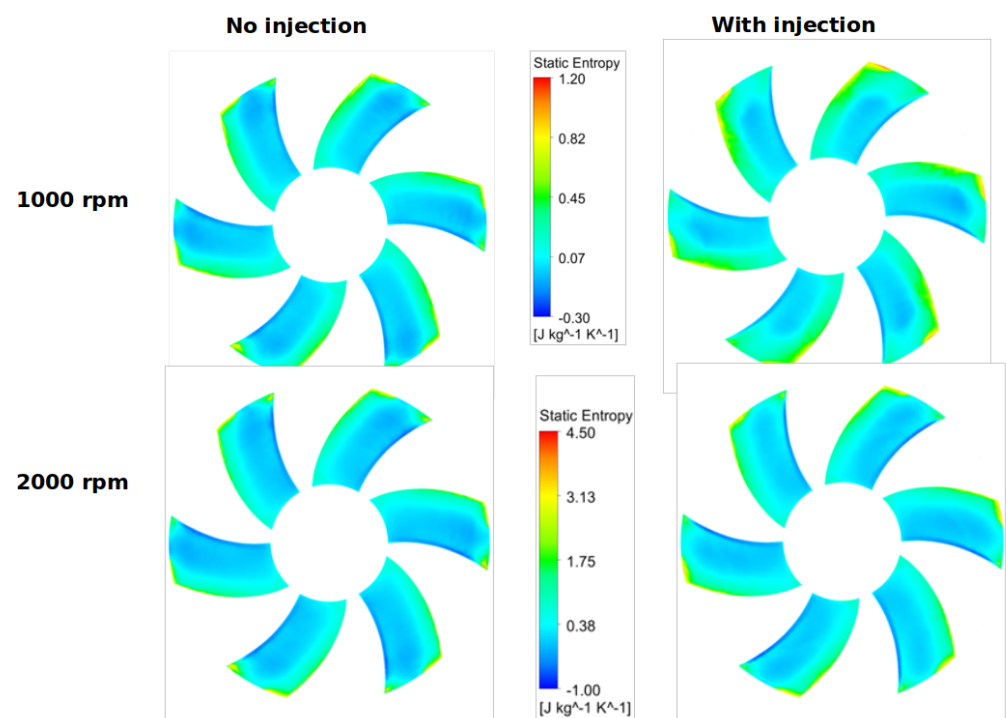 No injection
With injection
Static Entropy
1.20
0.82
0.45
0.07
-0.30
[J kg^-1 K^-1]
1000 rpm
Static Entropy
4.50
3.13
1.75
0.38
-1.00
[J kg^-1 K^-1]
2000 rpm